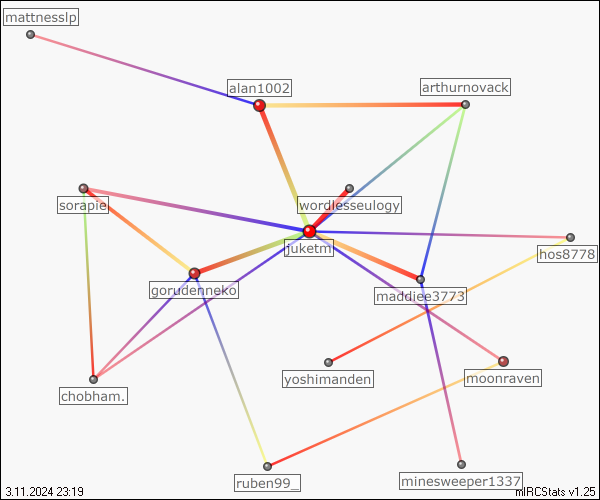 mattnesslp
alan1002
arthurnovack
sorapie
wordlesseulogy
juketm
hos8778
gorudenneko
maddiee3773
yoshimanden
moonraven
chobham.
ruben99_
minesweeper1337
3.11.2024 23:19
mIRCStats v1.25